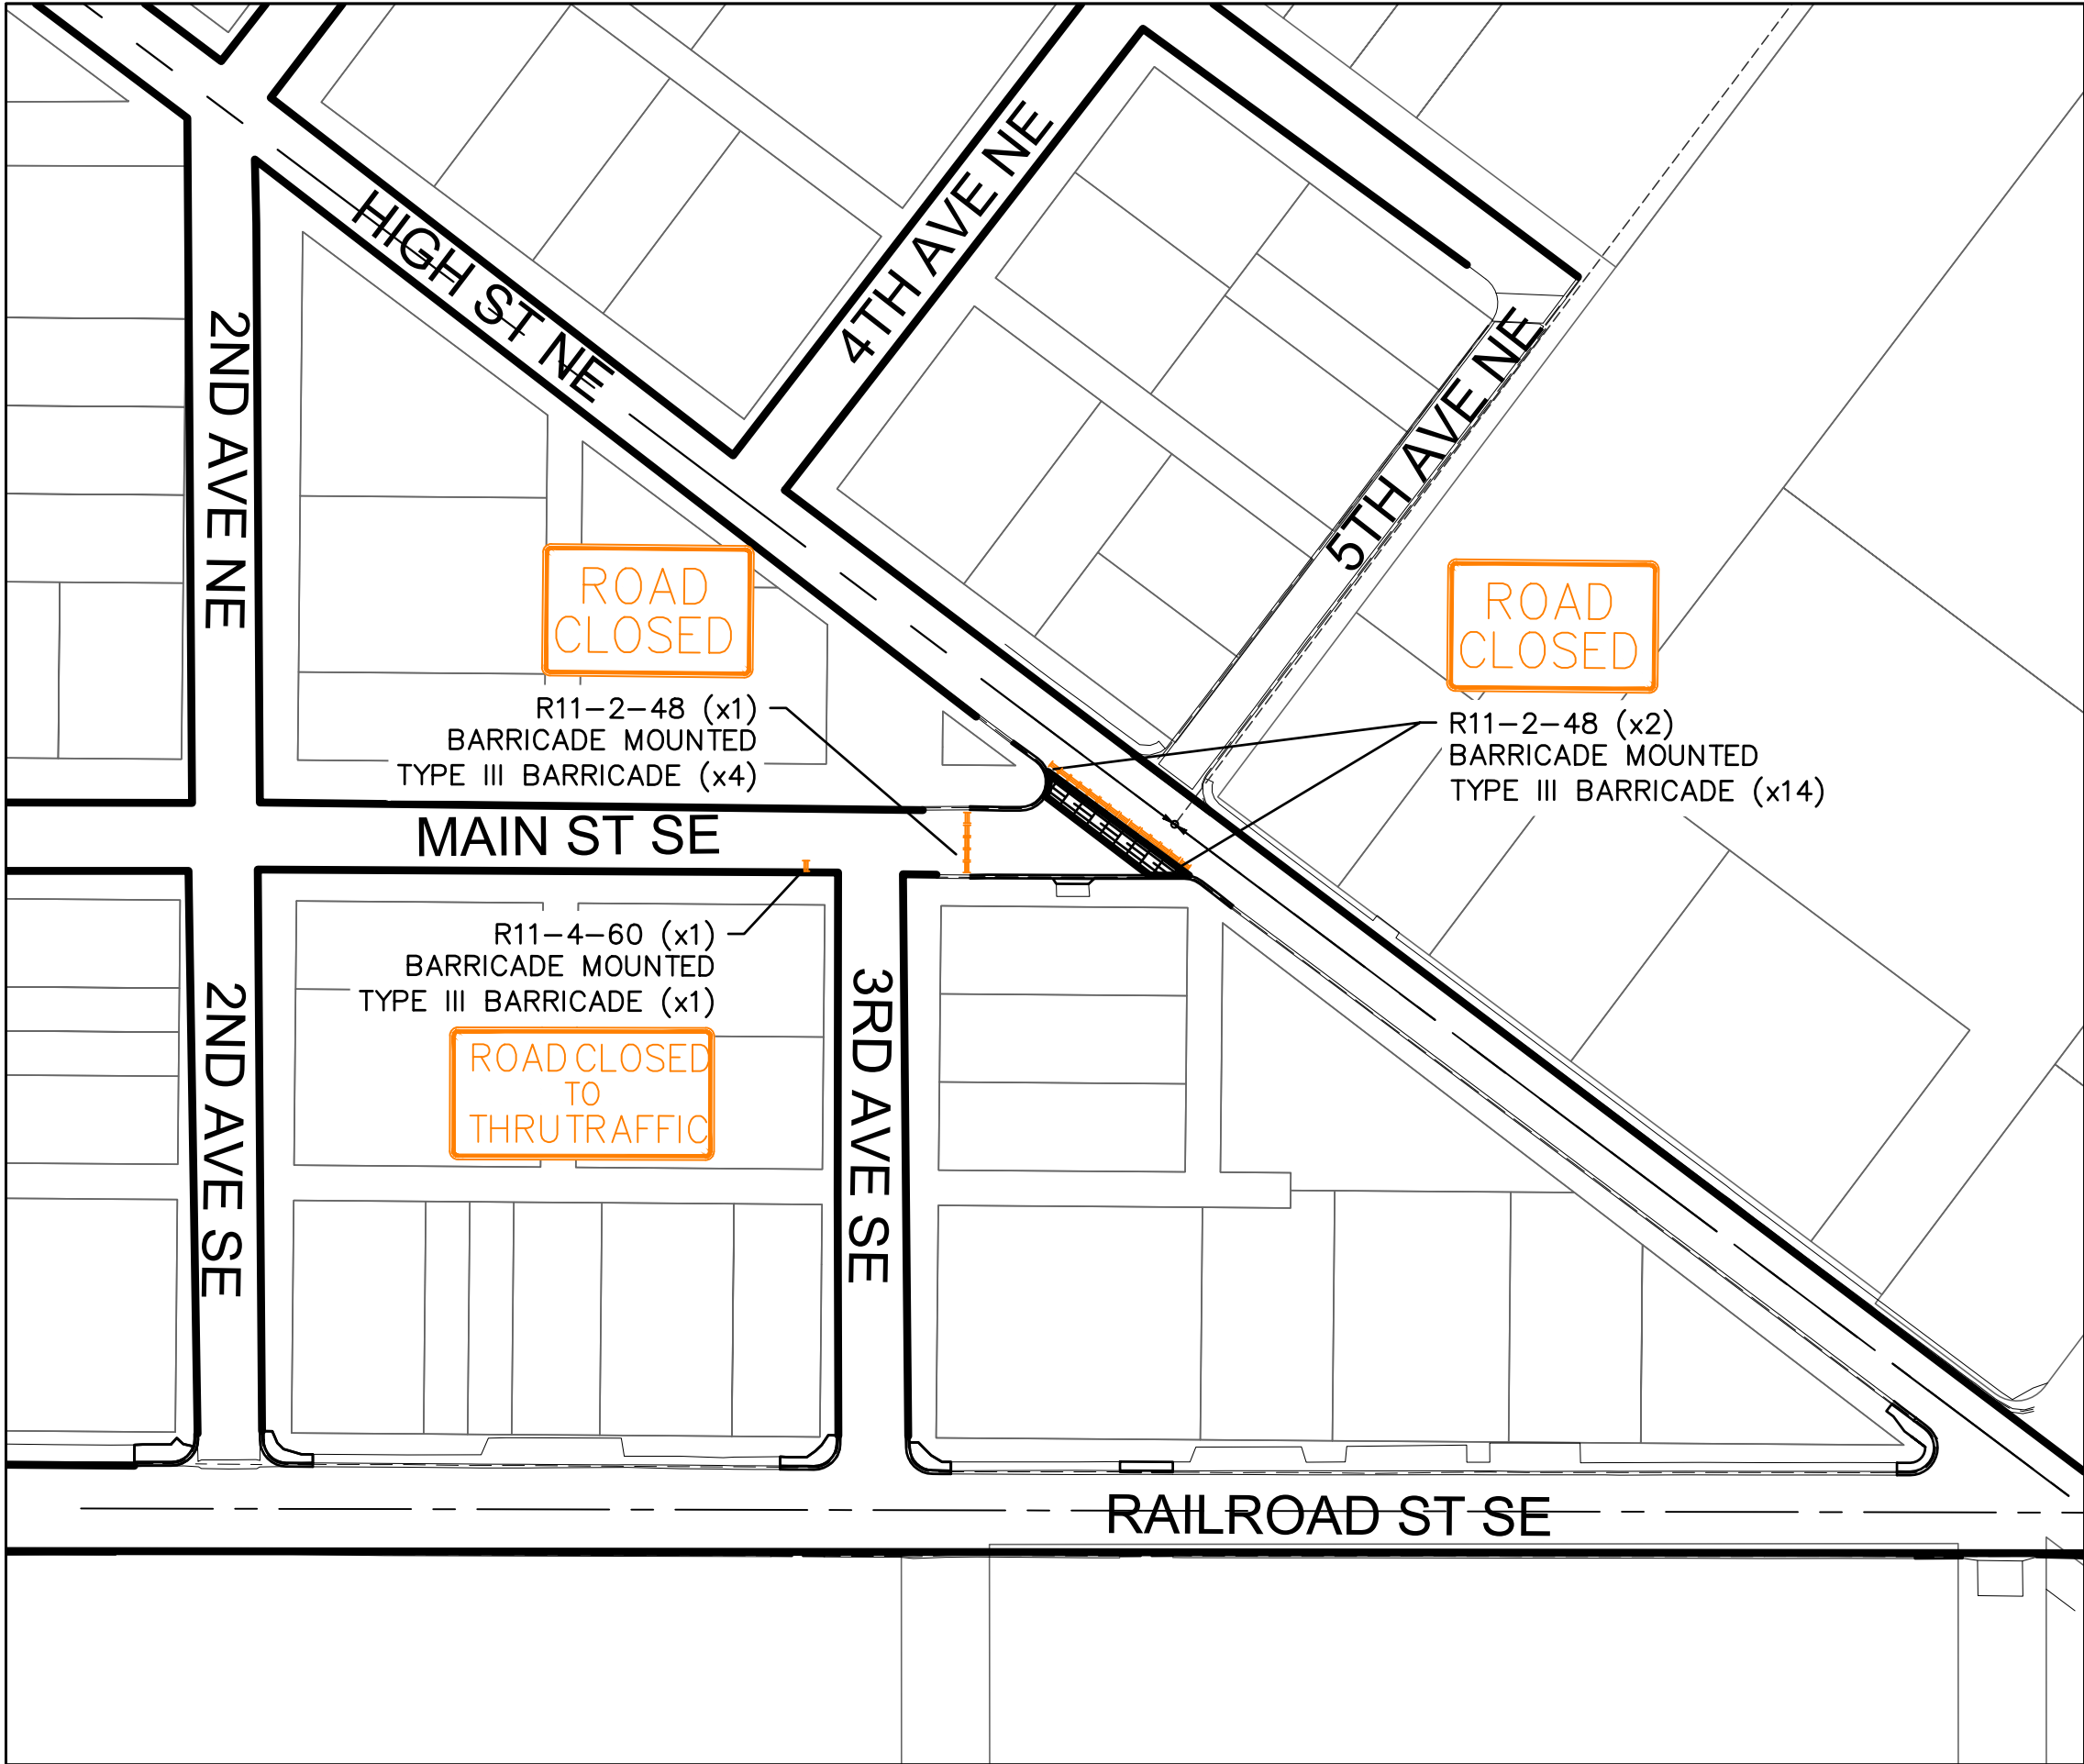 HIGH ST NE
4TH AVE NE
2ND AVE NE
5TH AVE NE
ROAD
CLOSED
R11-2-48 (x1)
BARRICADE MOUNTED
TYPE III BARRICADE (x4)
ROAD
CLOSED
R11-2-48 (x2)
BARRICADE MOUNTED
TYPE III BARRICADE (x14)
MAIN ST SE
R11-4-60 (x1)
BARRICADE MOUNTED
TYPE III BARRICADE (x1)
ROAD CLOSED
TO
THRU TRAFFIC
2ND AVE SE
3RD AVE SE
RAILROAD ST SE